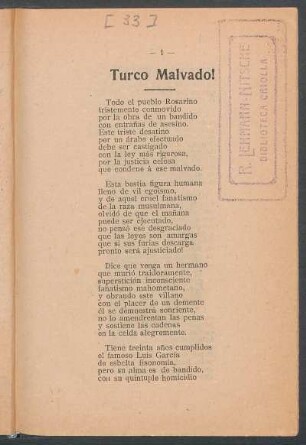 [33]
— 1 —
Turco Malvado!
R. LEHMANN-NITSCHE
BIBLIOTECA CRIOLLA
Todo el pueblo Rosarino
tristemente conmovido
por la obra de un bandido
con entrañas de asesino.
Este triste desatino
por un árabe efectuado
debe ser castigado
con la ley más rigurosa,
por la justicia celosa
que condene á ese malvado.
Esta bestia figura humana
lleno de vil egoísmo,
y de aquel cruel fanatismo
de la raza musulmana,
olvidó de que el mañana
puede ser ejecutado,
no pensó ese desgraciado
que las leyes son amargas
que si sus furias descarga
pronto será ajusticiado!
Dice que venga un hermano
que murió traidoramente,
superstición inconsciente
fanatismo mahometano,
y obrando este villano
con el placer de un demente
él se demuestra sonriente,
no lo amedrentan las penas
y sostiene las cadenas
en la celda alegremente.
Tiene treinta años cumplidos
el famoso Luis García
de esbelta fisonomía,
pero su alma es de bandido,
con su quíntuple homicidio